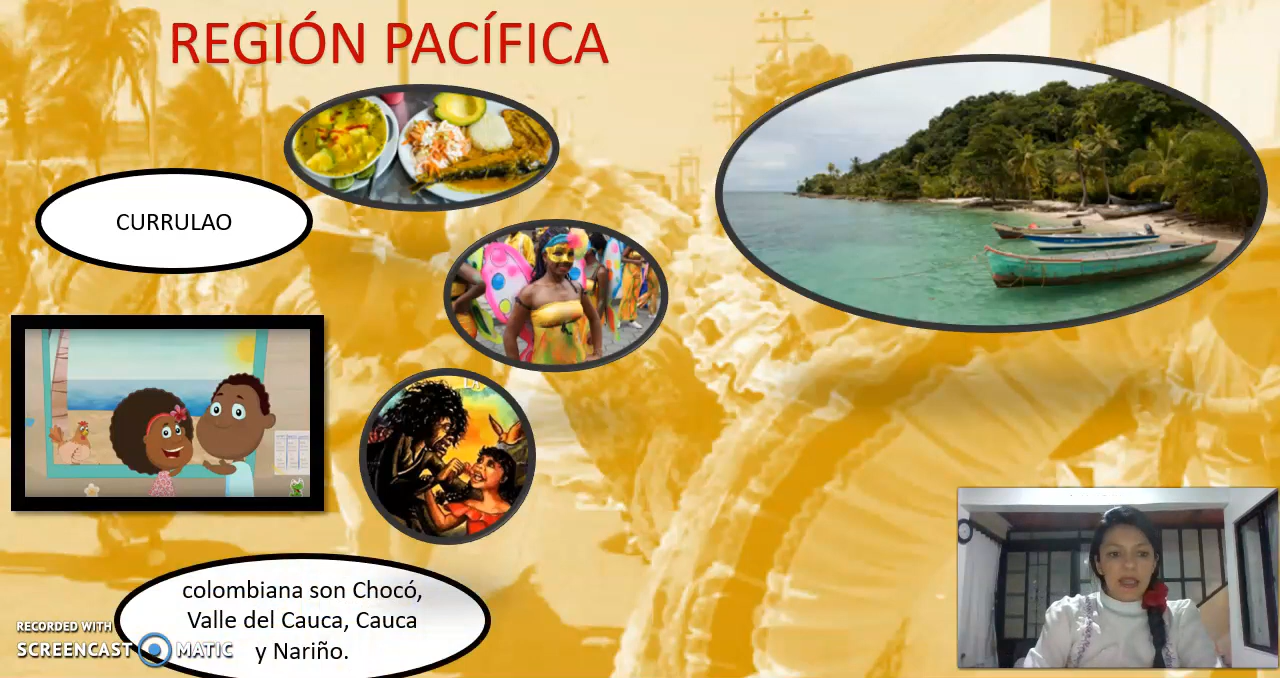 REGIÓN PACÍFICA
CURRULAO
colombiana son Chocó,
Valle del Cauca, Cauca
y Nariño.
RECORDED WITH
SCREENCAST MATIC